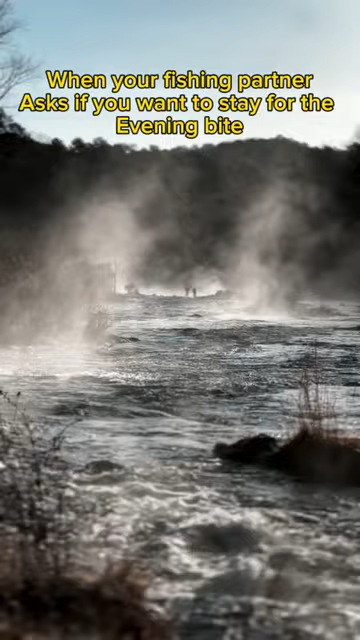 When your fishing partner
Asks if you want to stay for the
Evening bite